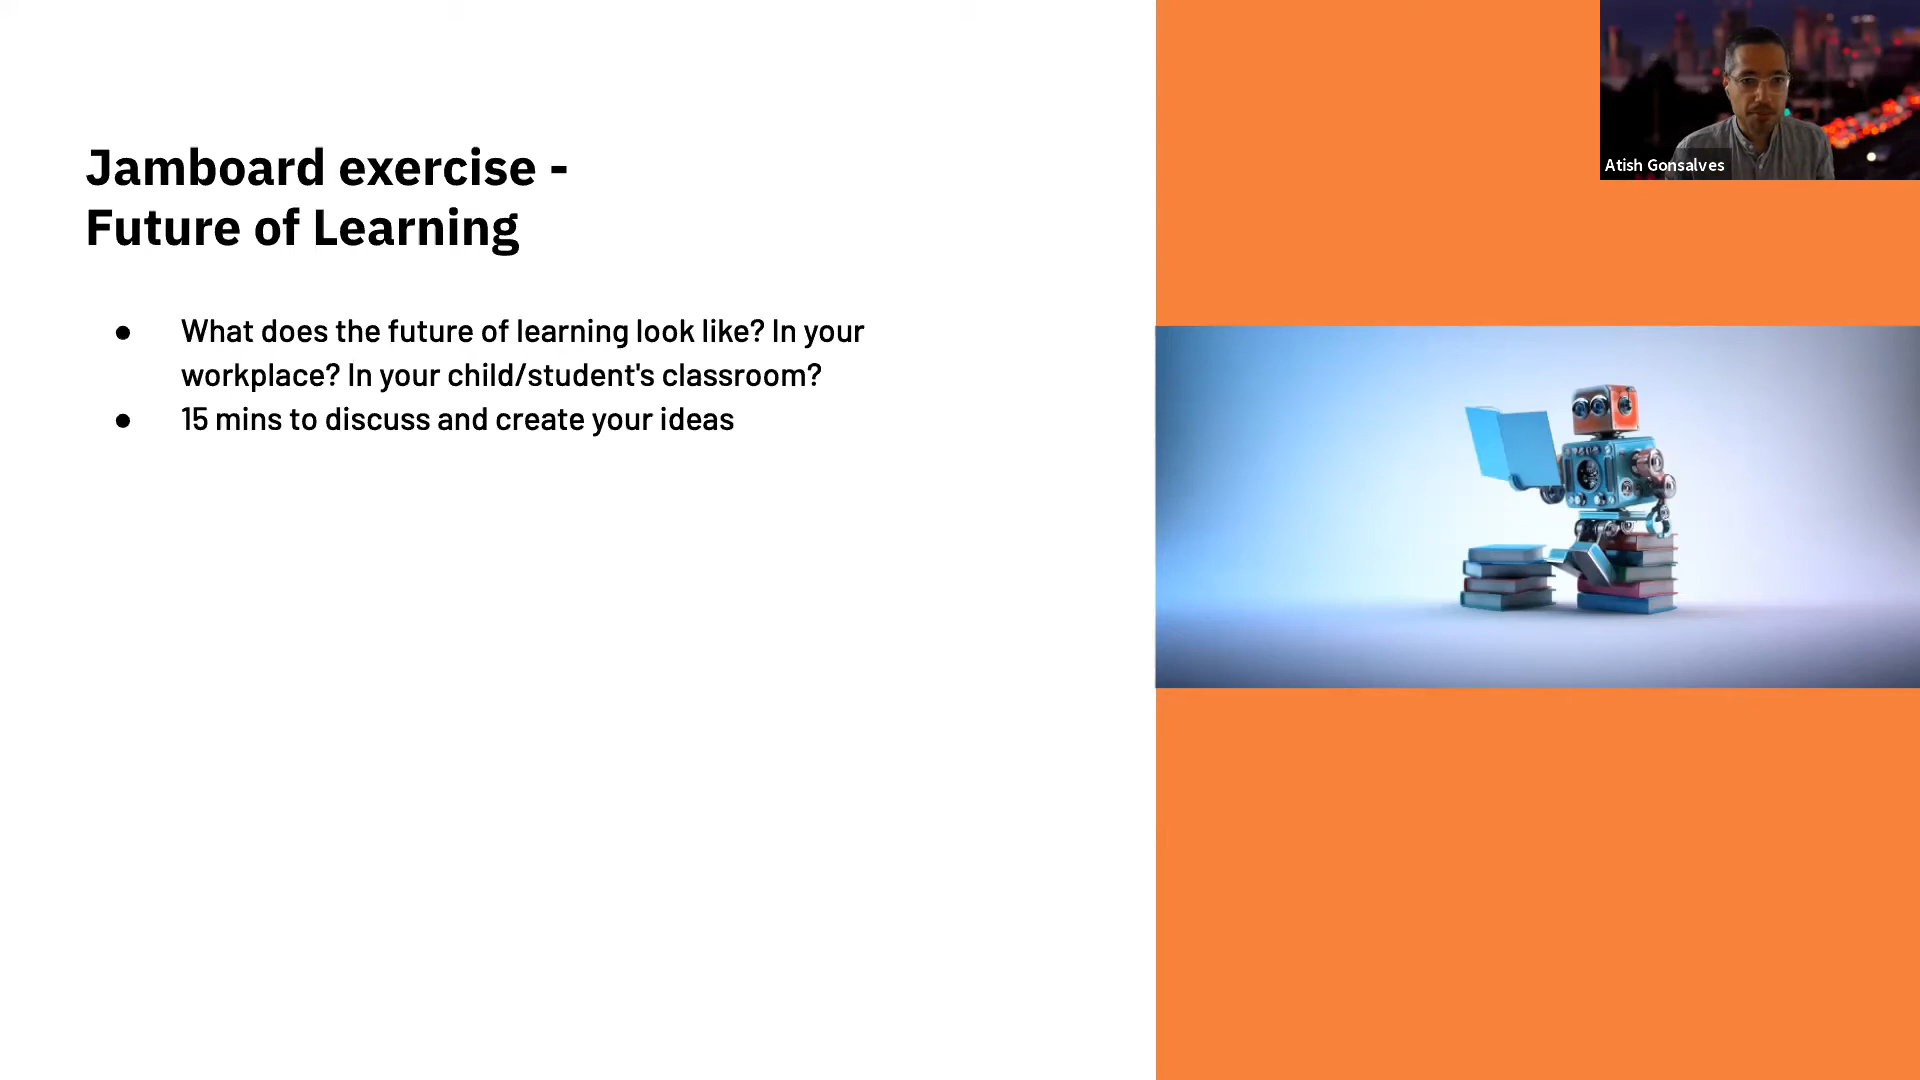 Jamboard exercise -
Future of Learning
● What does the future of learning look like? In your
workplace? In your child/student's classroom?
● 15 mins to discuss and create your ideas
Atish Gonsalves